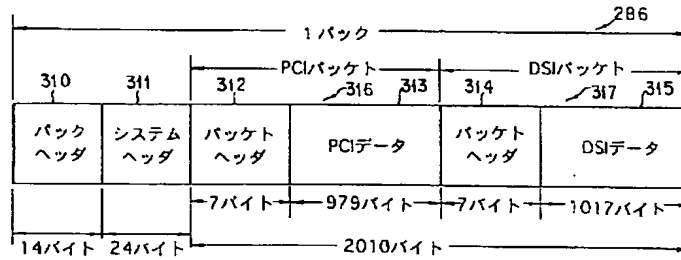 286
1パック
PCIパケット DSIパケット
310 311 312 316 313 314 317 315
パック
ヘッダ
システム
ヘッダ
パケット
ヘッダ
PCIデータ
パケット
ヘッダ
DSIデータ
7バイト 979バイト 7バイト 1017バイト
14バイト 24バイト 2010バイト